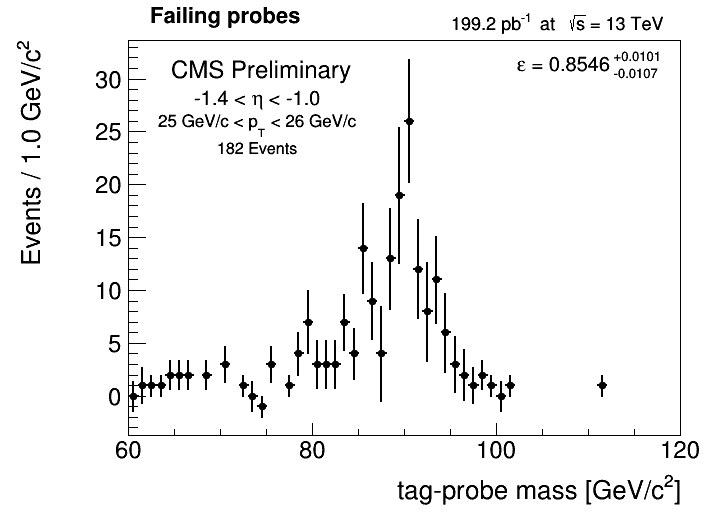 Failing probes
199.2 pb⁻¹ at √s = 13 TeV
CMS Preliminary
-1.4 < η < -1.0
25 GeV/c < p_T < 26 GeV/c
182 Events
ε = 0.8546 +0.0101 -0.0107
Events / 1.0 GeV/c²
30
25
20
15
10
5
0
60 80 100 120
tag-probe mass [GeV/c²]